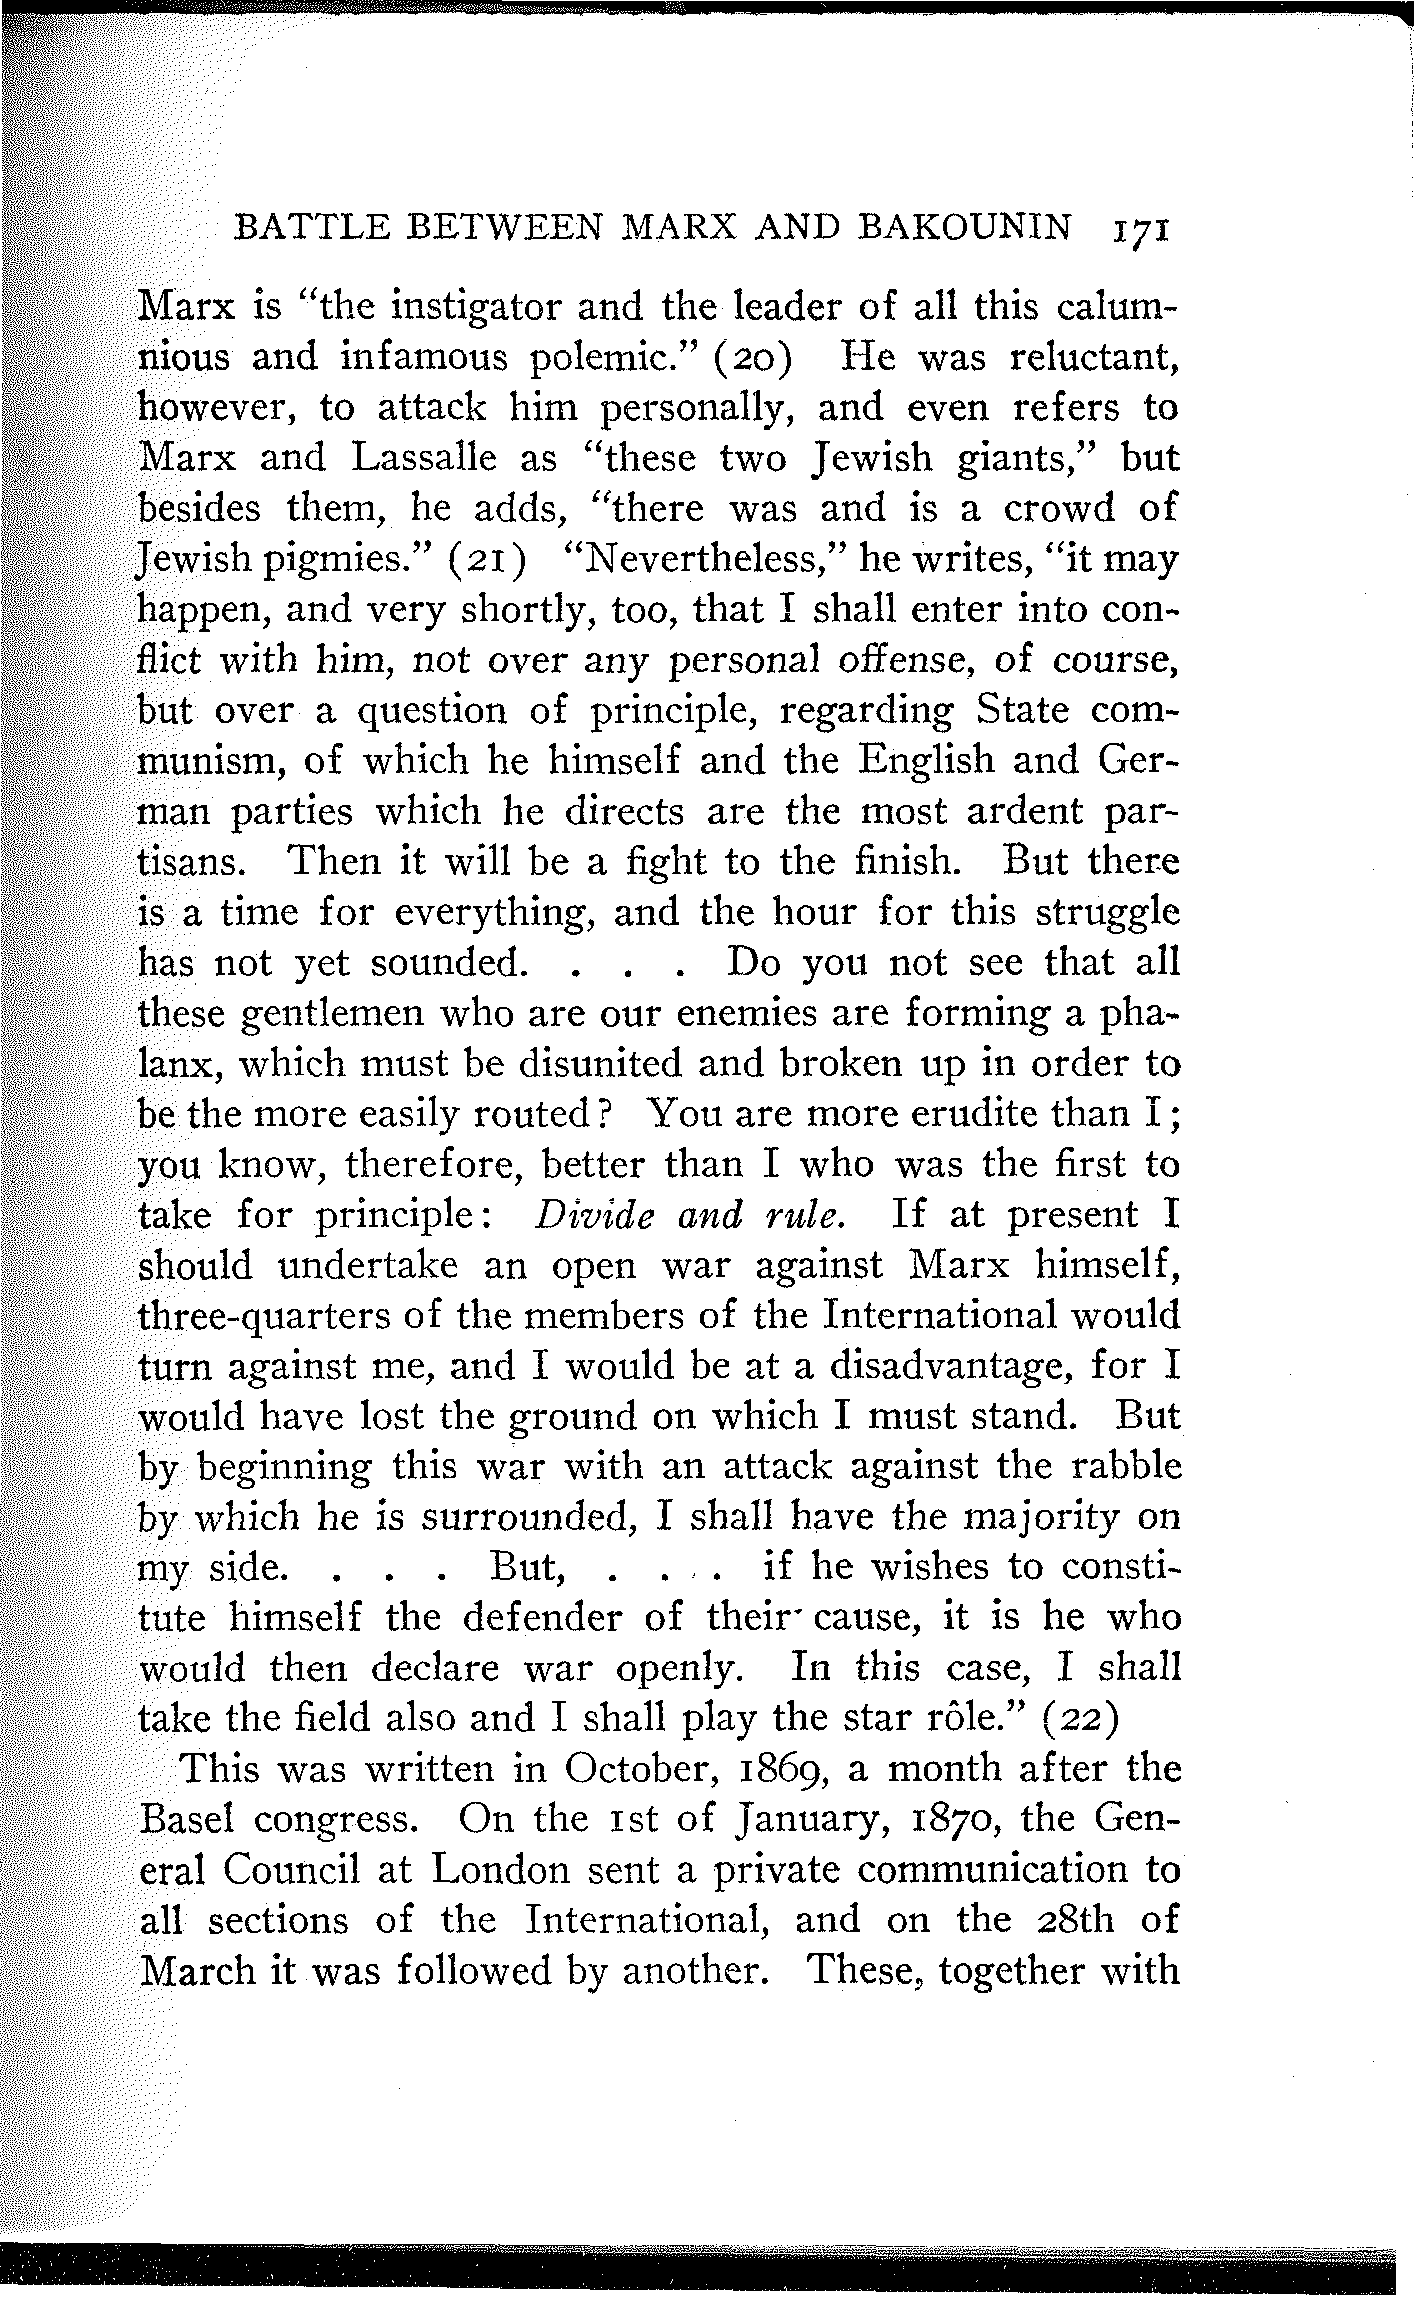 BATTLE BETWEEN MARX AND BAKOUNIN 171
Marx is “the instigator and the leader of all this calum-
nious and infamous polemic.” (20) He was reluctant,
however, to attack him personally, and even refers to
Marx and Lassalle as “these two Jewish giants,” but
besides them, he adds, “there was and is a crowd of
Jewish pigmies.” (21) “Nevertheless,” he writes, “it may
happen, and very shortly, too, that I shall enter into con-
flict with him, not over any personal offense, of course,
but over a question of principle, regarding State com-
munism, of which he himself and the English and Ger-
man parties which he directs are the most ardent par-
tisans. Then it will be a fight to the finish. But there
is a time for everything, and the hour for this struggle
has not yet sounded. . . . Do you not see that all
these gentlemen who are our enemies are forming a pha-
lanx, which must be disunited and broken up in order to
be the more easily routed? You are more erudite than I;
you know, therefore, better than I who was the first to
take for principle: Divide and rule. If at present I
should undertake an open war against Marx himself,
three-quarters of the members of the International would
turn against me, and I would be at a disadvantage, for I
would have lost the ground on which I must stand. But
by beginning this war with an attack against the rabble
by which he is surrounded, I shall have the majority on
my side. . . . But, . . . if he wishes to consti-
tute himself the defender of their cause, it is he who
would then declare war openly. In this case, I shall
take the field also and I shall play the star rôle.” (22)
This was written in October, 1869, a month after the
Basel congress. On the 1st of January, 1870, the Gen-
eral Council at London sent a private communication to
all sections of the International, and on the 28th of
March it was followed by another. These, together with